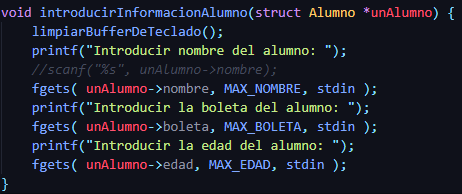 void introducirInformacionAlumno(struct Alumno *unAlumno) {
    limpiarBufferDeTeclado();
    printf("Introducir nombre del alumno: ");
    //scanf("%s", unAlumno->nombre);
    fgets( unAlumno->nombre, MAX_NOMBRE, stdin );
    printf("Introducir la boleta del alumno: ");
    fgets( unAlumno->boleta, MAX_BOLETA, stdin );
    printf("Introducir la edad del alumno: ");
    fgets( unAlumno->edad, MAX_EDAD, stdin );
}